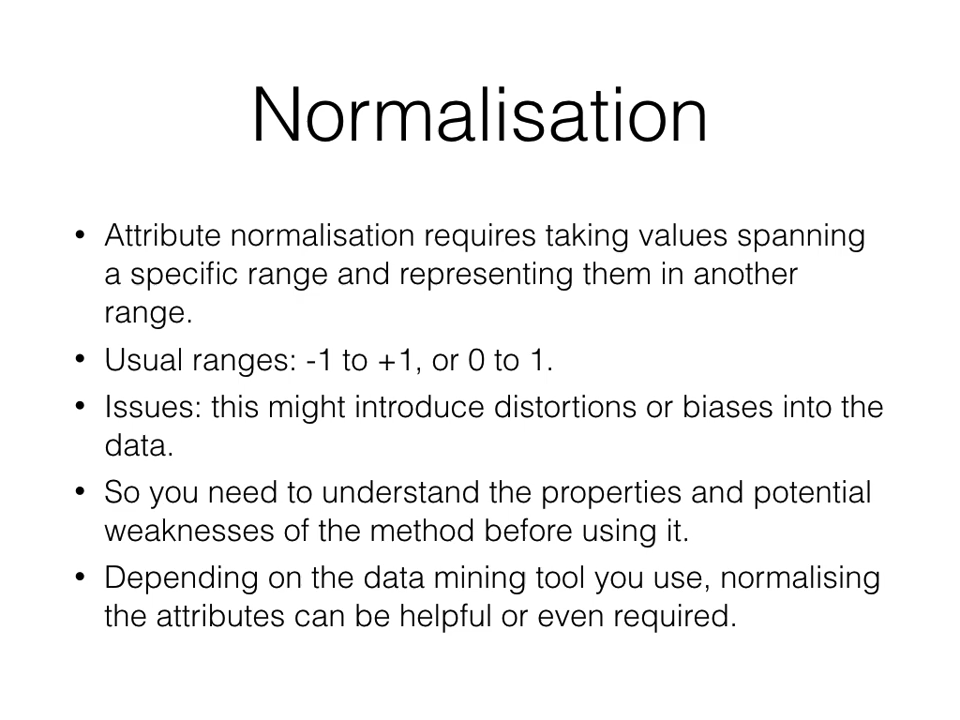 Normalisation
• Attribute normalisation requires taking values spanning
a specific range and representing them in another
range.
• Usual ranges: -1 to +1, or 0 to 1.
• Issues: this might introduce distortions or biases into the
data.
• So you need to understand the properties and potential
weaknesses of the method before using it.
• Depending on the data mining tool you use, normalising
the attributes can be helpful or even required.